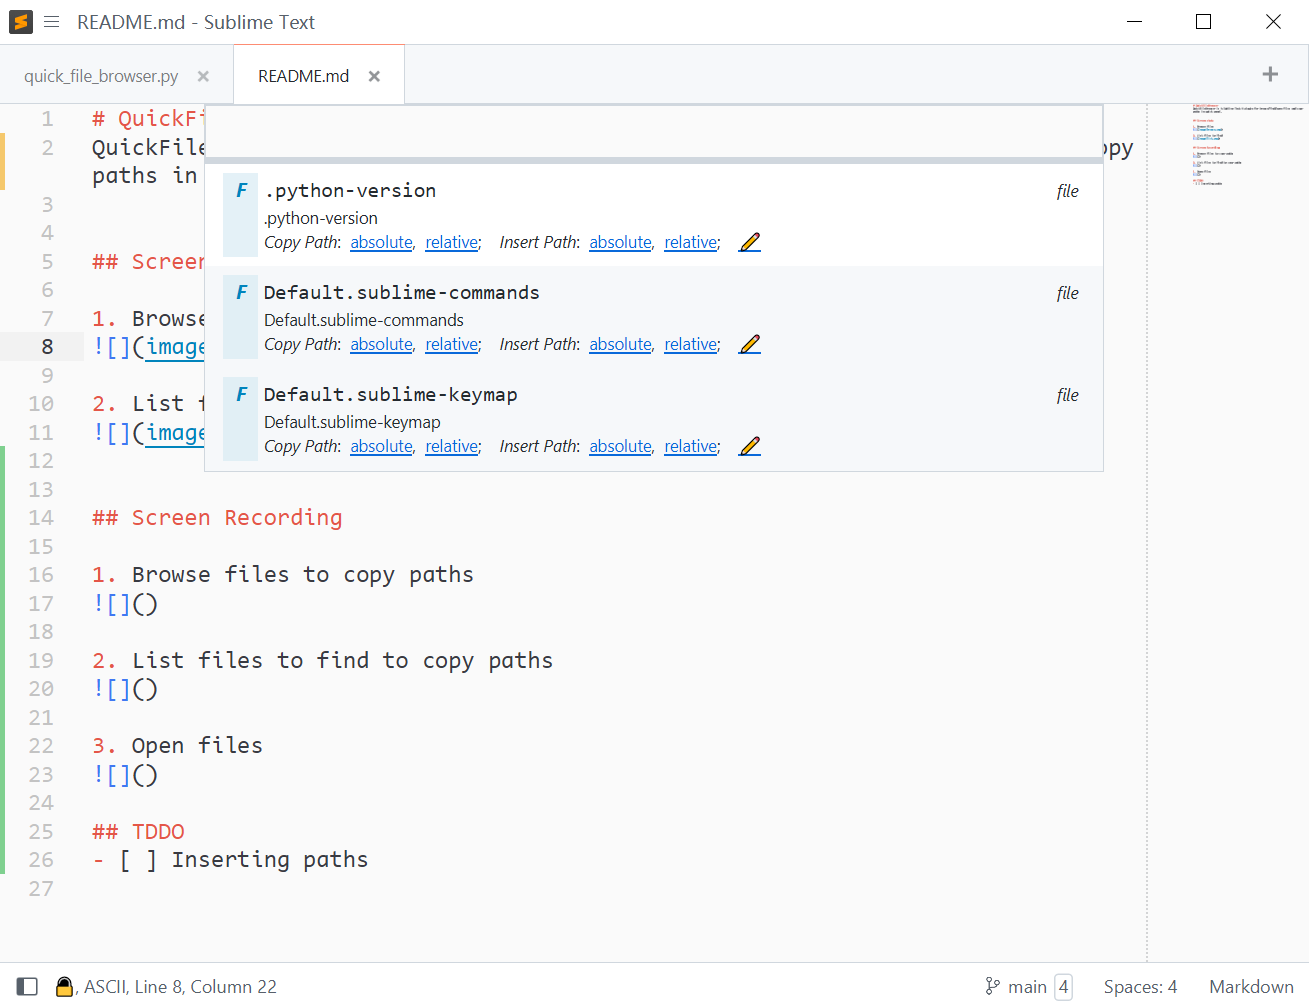 README.md - Sublime Text
quick_file_browser.py
README.md
1 # QuickFi
2 QuickFile opy
paths in
3
4
5 ## Screen
6
7 1. Browse
8 ![](image
9
10 2. List f
11 ![](image
12
13
14 ## Screen Recording
15
16 1. Browse files to copy paths
17 ![]()
18
19 2. List files to find to copy paths
20 ![]()
21
22 3. Open files
23 ![]()
24
25 ## TDDO
26 - [ ] Inserting paths
27
F .python-version file
.python-version
Copy Path: absolute, relative; Insert Path: absolute, relative;
F Default.sublime-commands file
Default.sublime-commands
Copy Path: absolute, relative; Insert Path: absolute, relative;
F Default.sublime-keymap file
Default.sublime-keymap
Copy Path: absolute, relative; Insert Path: absolute, relative;
, ASCII, Line 8, Column 22
main 4
Spaces: 4
Markdown